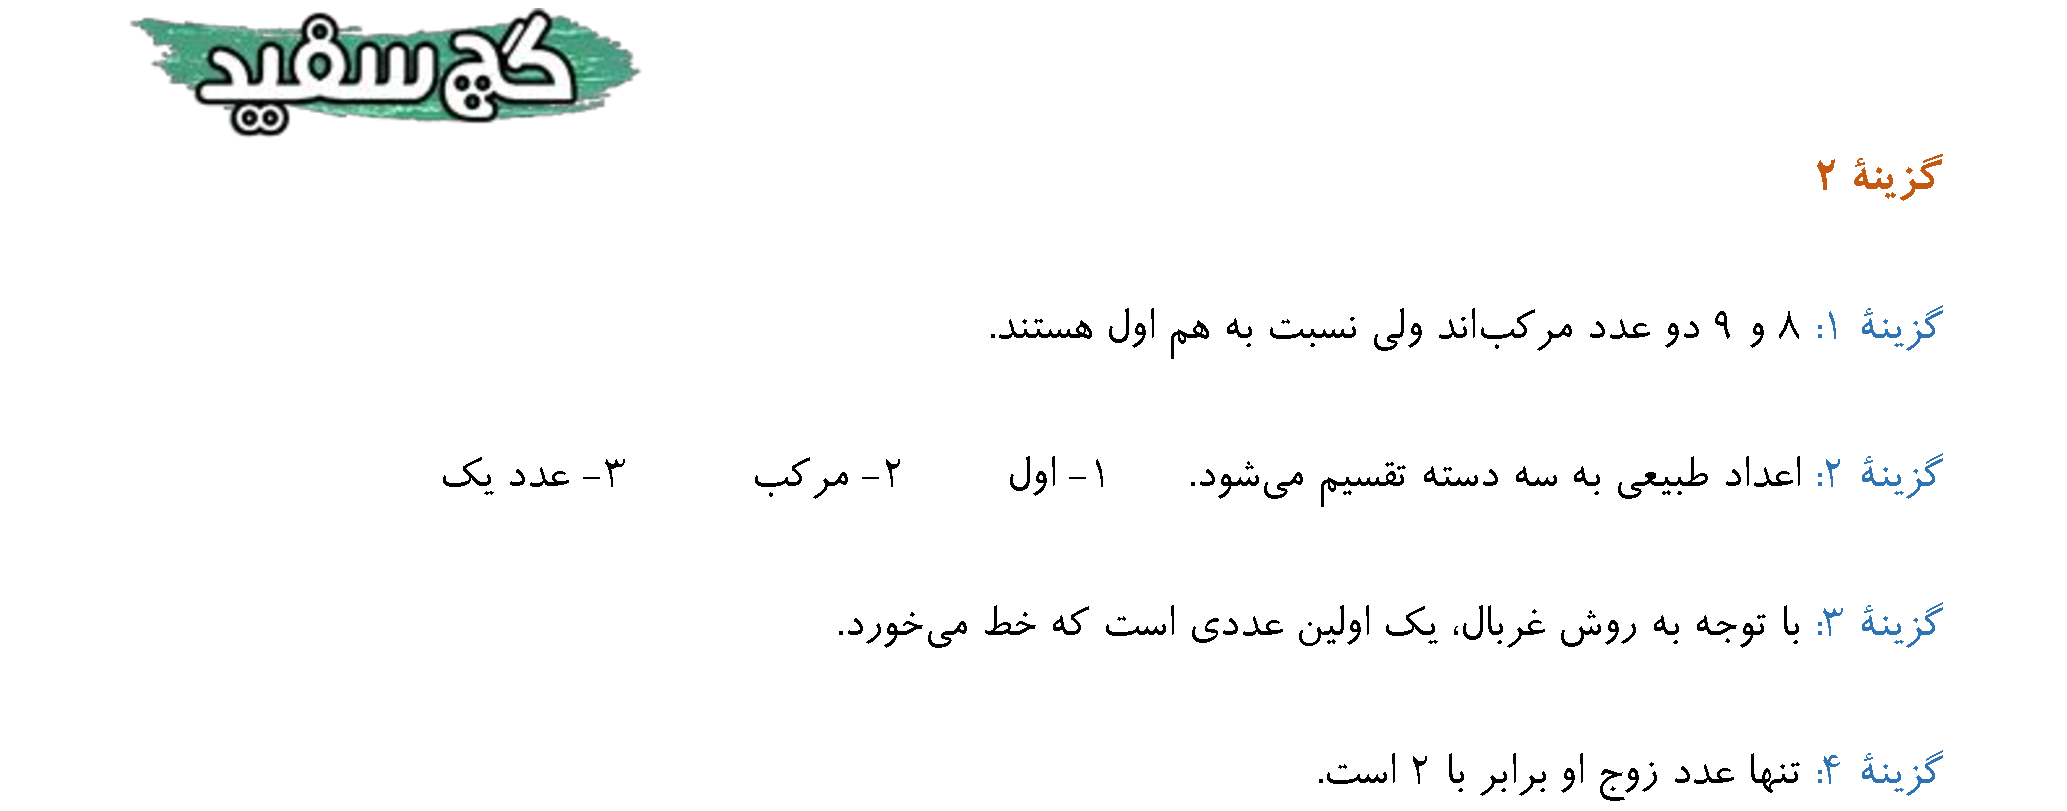 گچ سفید
گزینهٔ ۲
گزینهٔ ۱: ۸ و ۹ دو عدد مرکب‌اند ولی نسبت به هم اول هستند.
گزینهٔ ۲: اعداد طبیعی به سه دسته تقسیم می‌شود. ۱- اول ۲- مرکب ۳- عدد یک
گزینهٔ ۳: با توجه به روش غربال، یک اولین عددی است که خط می‌خورد.
گزینهٔ ۴: تنها عدد زوج او برابر با ۲ است.